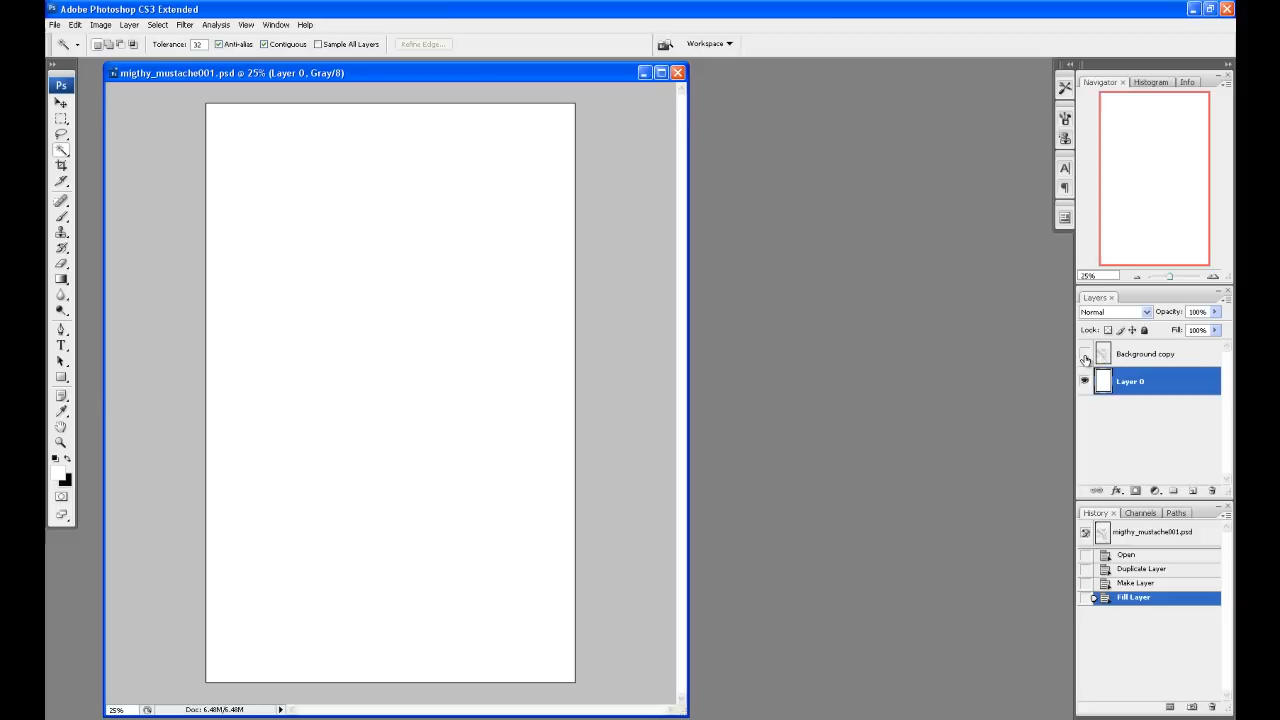 Adobe Photoshop CS3 Extended
File Edit Image Layer Select Filter Analysis View Window Help
Tolerance: 32 Anti-alias Contiguous Sample All Layers Refine Edge... Workspace
migthy_mustache001.psd @ 25% (Layer 0, Gray/8)
Ps
Navigator Histogram Info
25%
Layers
Normal Opacity: 100%
Lock: Fill: 100%
Background copy
Layer 0
History Channels Paths
migthy_mustache001.psd
Open
Duplicate Layer
Make Layer
Fill Layer
25% Doc: 6.48M/6.48M